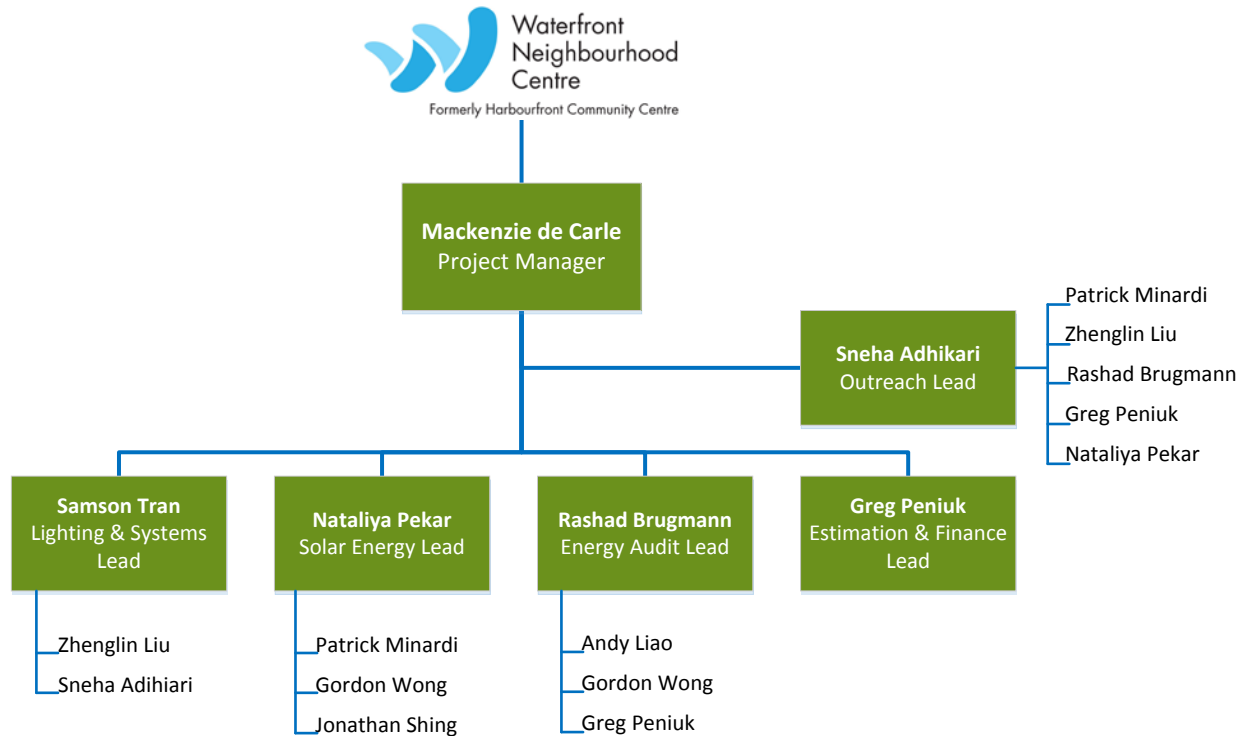 Waterfront
Neighbourhood
Centre
Formerly Harbourfront Community Centre
Mackenzie de Carle
Project Manager
Sneha Adhikari
Outreach Lead
Patrick Minardi
Zhenglin Liu
Rashad Brugmann
Greg Peniuk
Nataliya Pekar
Samson Tran
Lighting & Systems
Lead
Zhenglin Liu
Sneha Adihiari
Nataliya Pekar
Solar Energy Lead
Patrick Minardi
Gordon Wong
Jonathan Shing
Rashad Brugmann
Energy Audit Lead
Andy Liao
Gordon Wong
Greg Peniuk
Greg Peniuk
Estimation & Finance
Lead